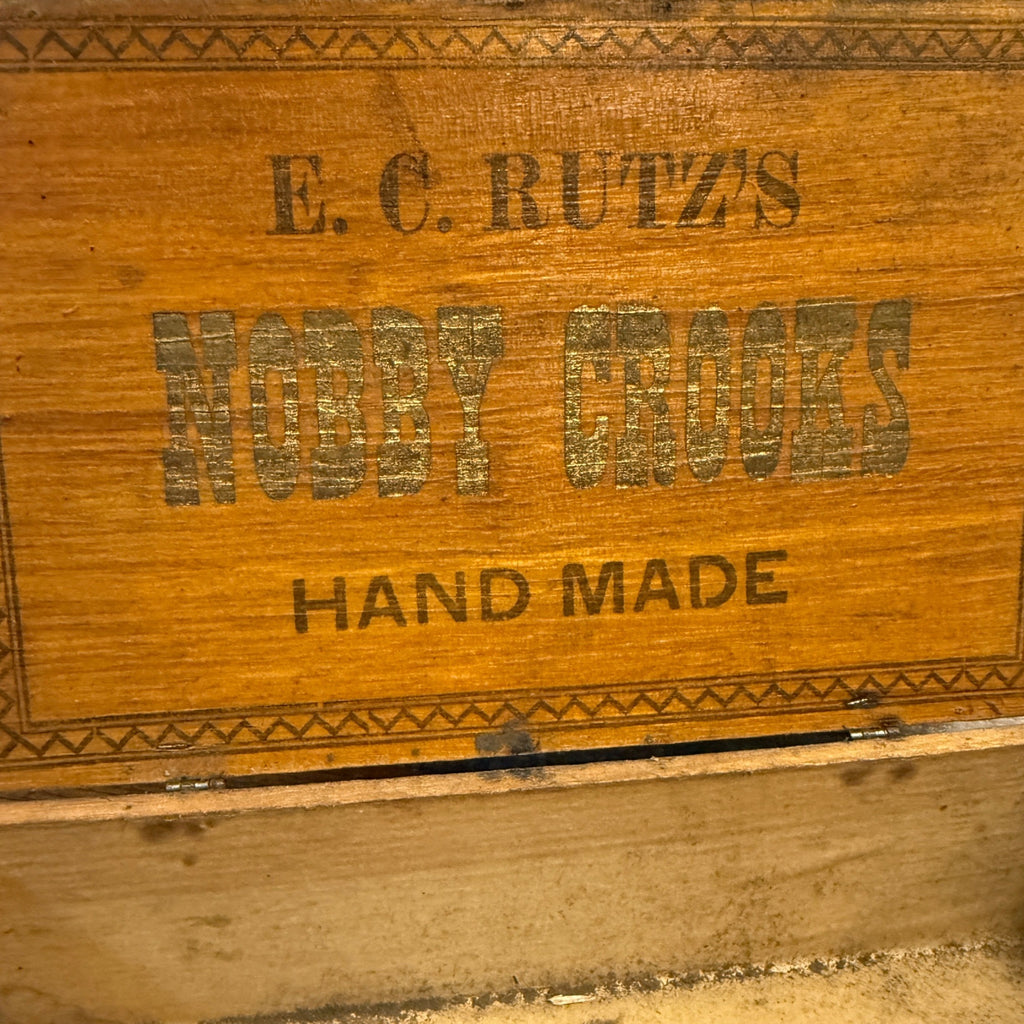 E. C. RUTZ'S
NOBBY CROOKS
HAND MADE